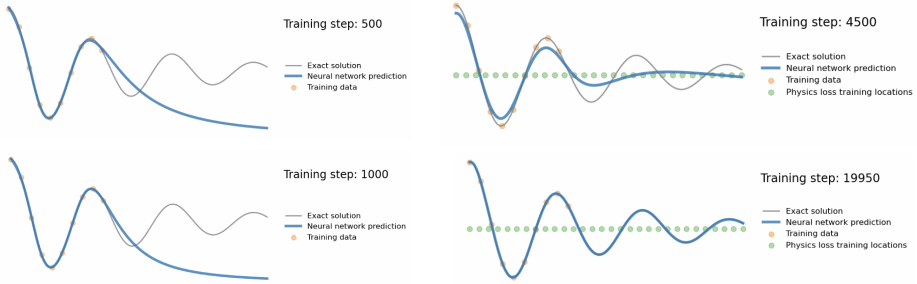 Training step: 500
Exact solution
Neural network prediction
Training data
Training step: 4500
Exact solution
Neural network prediction
Training data
Physics loss training locations
Training step: 1000
Exact solution
Neural network prediction
Training data
Training step: 19950
Exact solution
Neural network prediction
Training data
Physics loss training locations